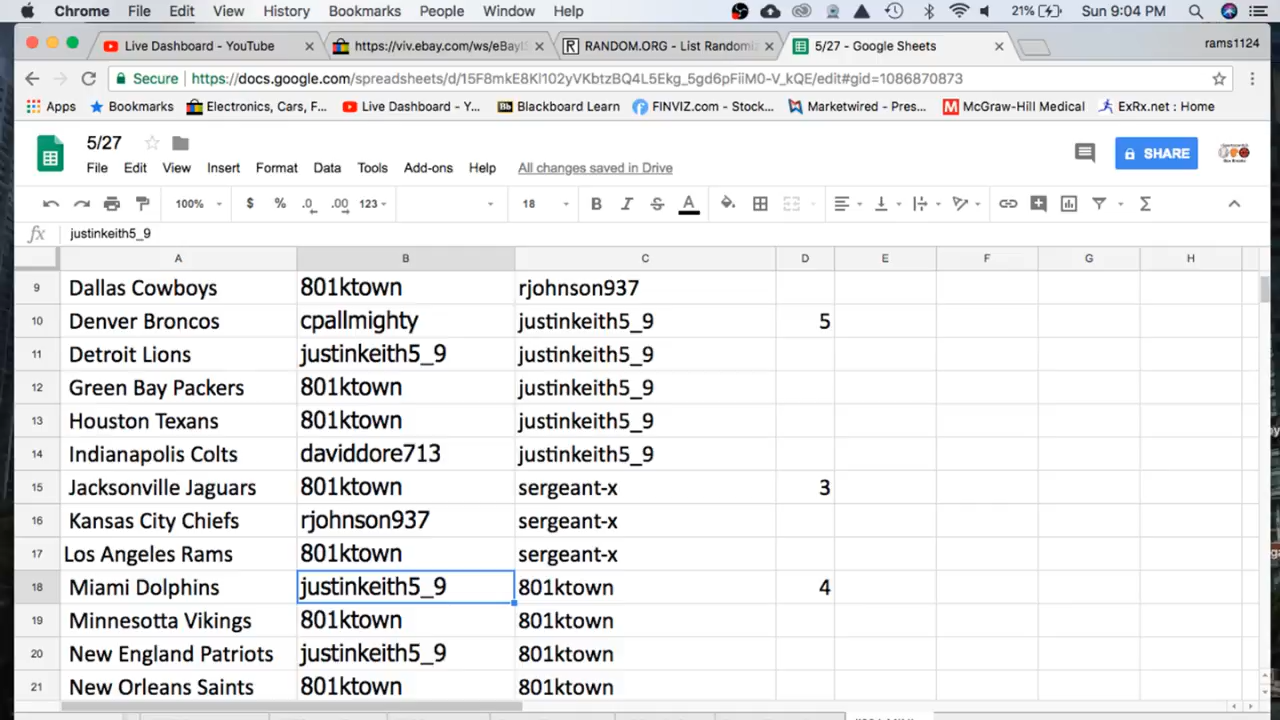 Chrome File Edit View History Bookmarks People Window Help 21% Sun 9:04 PM
Live Dashboard - YouTube × https://viv.ebay.com/ws/eBayI × RANDOM.ORG - List Randomi × 5/27 - Google Sheets × rams1124
Secure https://docs.google.com/spreadsheets/d/15F8mkE8Kl102yVKbtzBQ4L5Ekg_5gd6pFiiM0-V_kQE/edit#gid=1086870873
Apps Bookmarks Electronics, Cars, F... Live Dashboard - Y... Blackboard Learn FINVIZ.com - Stock... Marketwired - Pres... McGraw-Hill Medical ExRx.net : Home
5/27
SHARE
File Edit View Insert Format Data Tools Add-ons Help All changes saved in Drive
100% $ % .0 .00 123 18 B I S A Σ
fx justinkeith5_9
A B C D E F G H
9 Dallas Cowboys 801ktown rjohnson937
10 Denver Broncos cpallmighty justinkeith5_9 5
11 Detroit Lions justinkeith5_9 justinkeith5_9
12 Green Bay Packers 801ktown justinkeith5_9
13 Houston Texans 801ktown justinkeith5_9
14 Indianapolis Colts daviddore713 justinkeith5_9
15 Jacksonville Jaguars 801ktown sergeant-x 3
16 Kansas City Chiefs rjohnson937 sergeant-x
17 Los Angeles Rams 801ktown sergeant-x
18 Miami Dolphins justinkeith5_9 801ktown 4
19 Minnesotta Vikings 801ktown 801ktown
20 New England Patriots justinkeith5_9 801ktown
21 New Orleans Saints 801ktown 801ktown